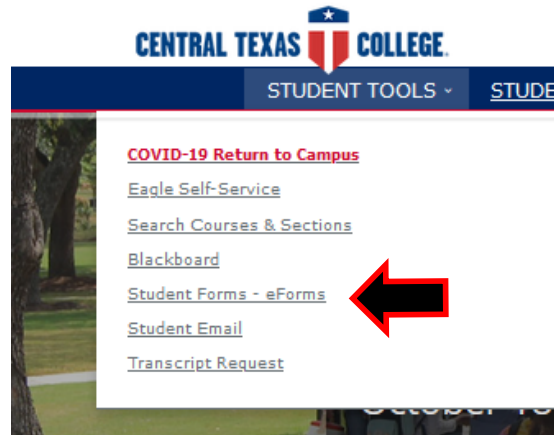 CENTRAL TEXAS COLLEGE
STUDENT TOOLS
COVID-19 Return to Campus
Eagle Self-Service
Search Courses & Sections
Blackboard
Student Forms - eForms
Student Email
Transcript Request